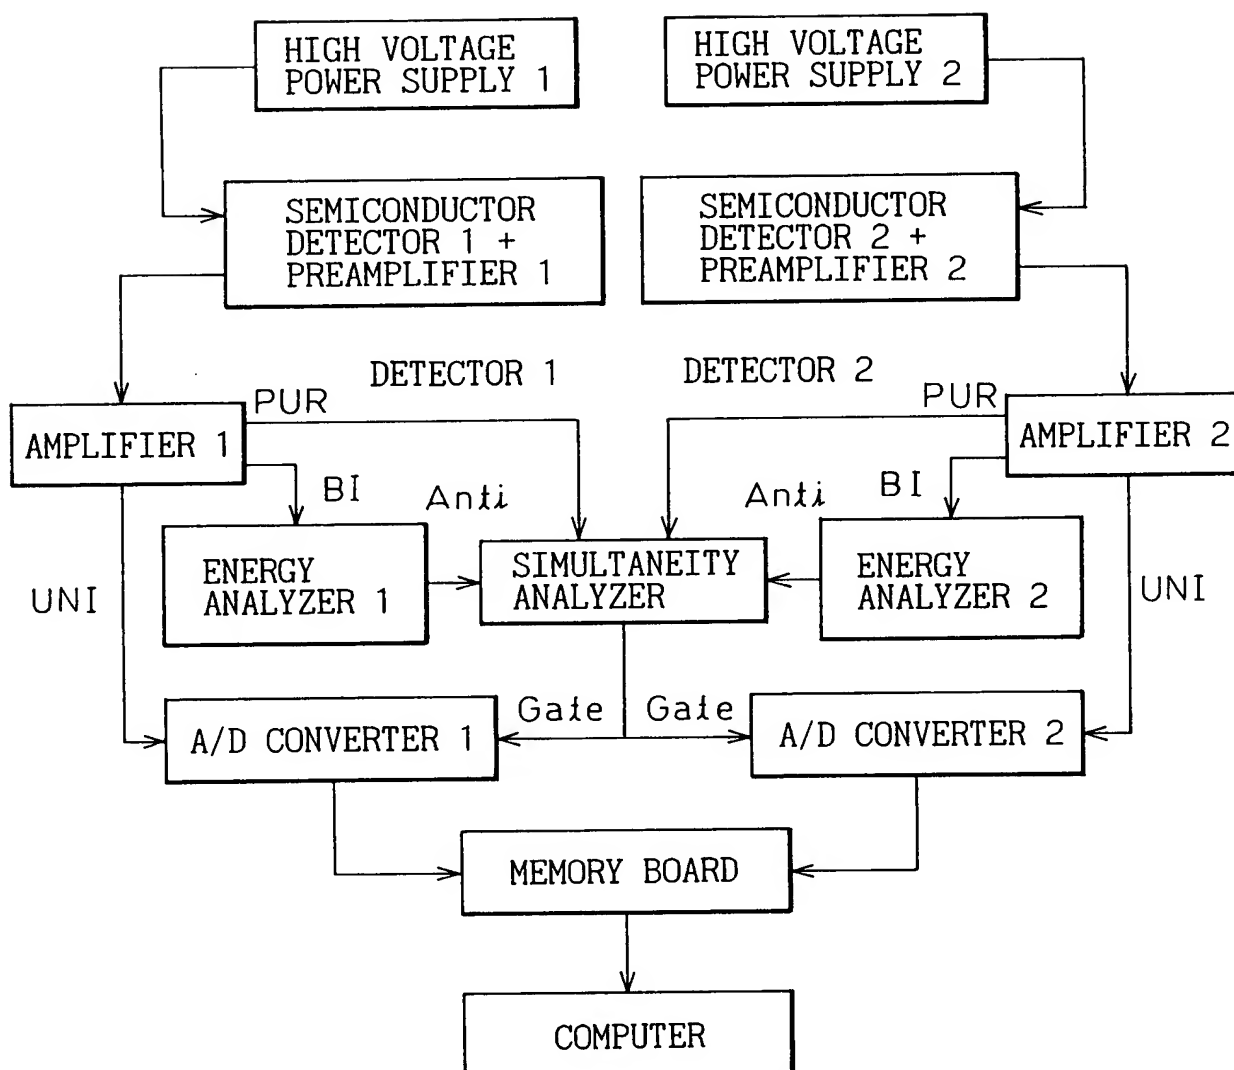 HIGH VOLTAGE
POWER SUPPLY 1
HIGH VOLTAGE
POWER SUPPLY 2
SEMICONDUCTOR
DETECTOR 1 +
PREAMPLIFIER 1
SEMICONDUCTOR
DETECTOR 2 +
PREAMPLIFIER 2
DETECTOR 1
DETECTOR 2
PUR
PUR
AMPLIFIER 1
AMPLIFIER 2
BI
Anti
Anti
BI
UNI
ENERGY
ANALYZER 1
SIMULTANEITY
ANALYZER
ENERGY
ANALYZER 2
UNI
Gate
Gate
A/D CONVERTER 1
A/D CONVERTER 2
MEMORY BOARD
COMPUTER